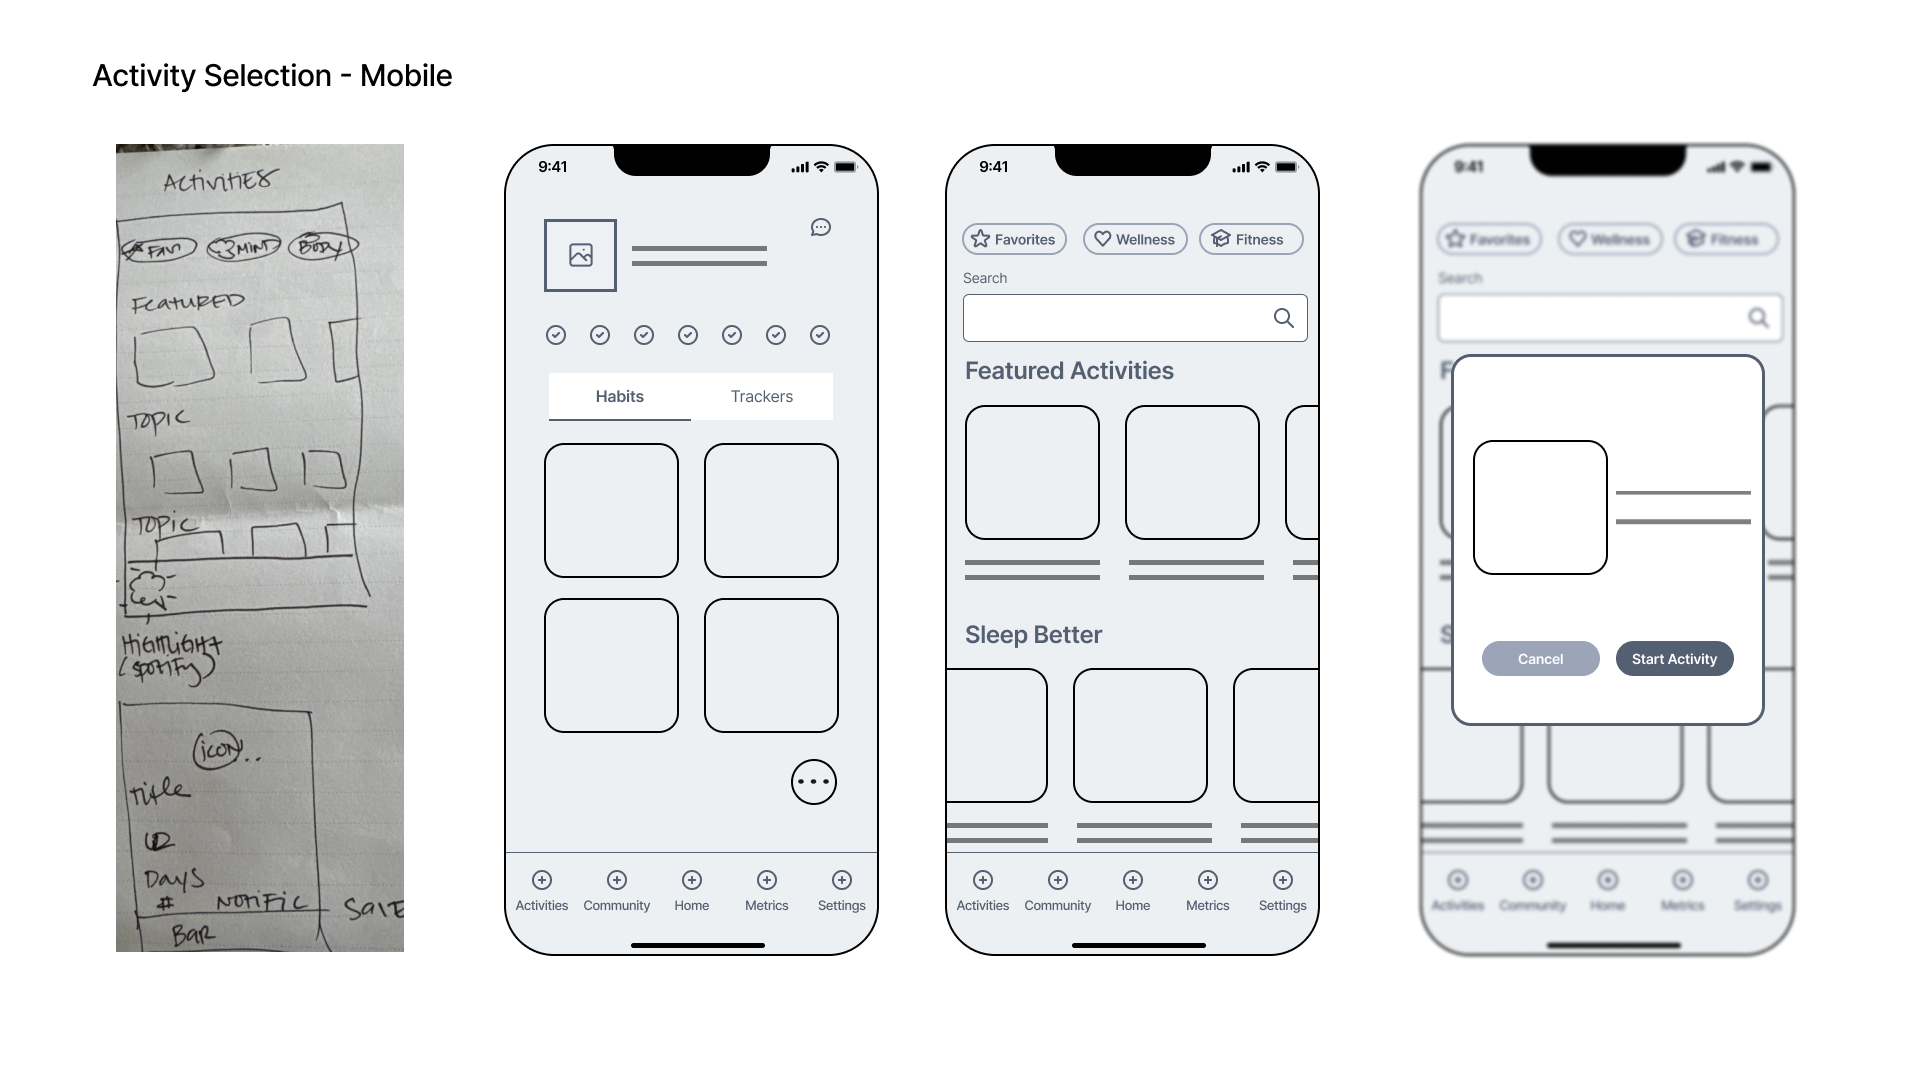 Activity Selection - Mobile
ACTIVITIES
FAV MIND BODY
FEATURED
TOPIC
TOPIC
HIGHLIGHT
(SPOTIFY)
ICON..
Title
DAYS
# NOTIFIC
SAVE
BAR
9:41
Habits Trackers
Activities Community Home Metrics Settings
9:41
Favorites Wellness Fitness
Search
Featured Activities
Sleep Better
Activities Community Home Metrics Settings
9:41
Favorites Wellness Fitness
Search
F
S
Cancel Start Activity
Activities Community Home Metrics Settings